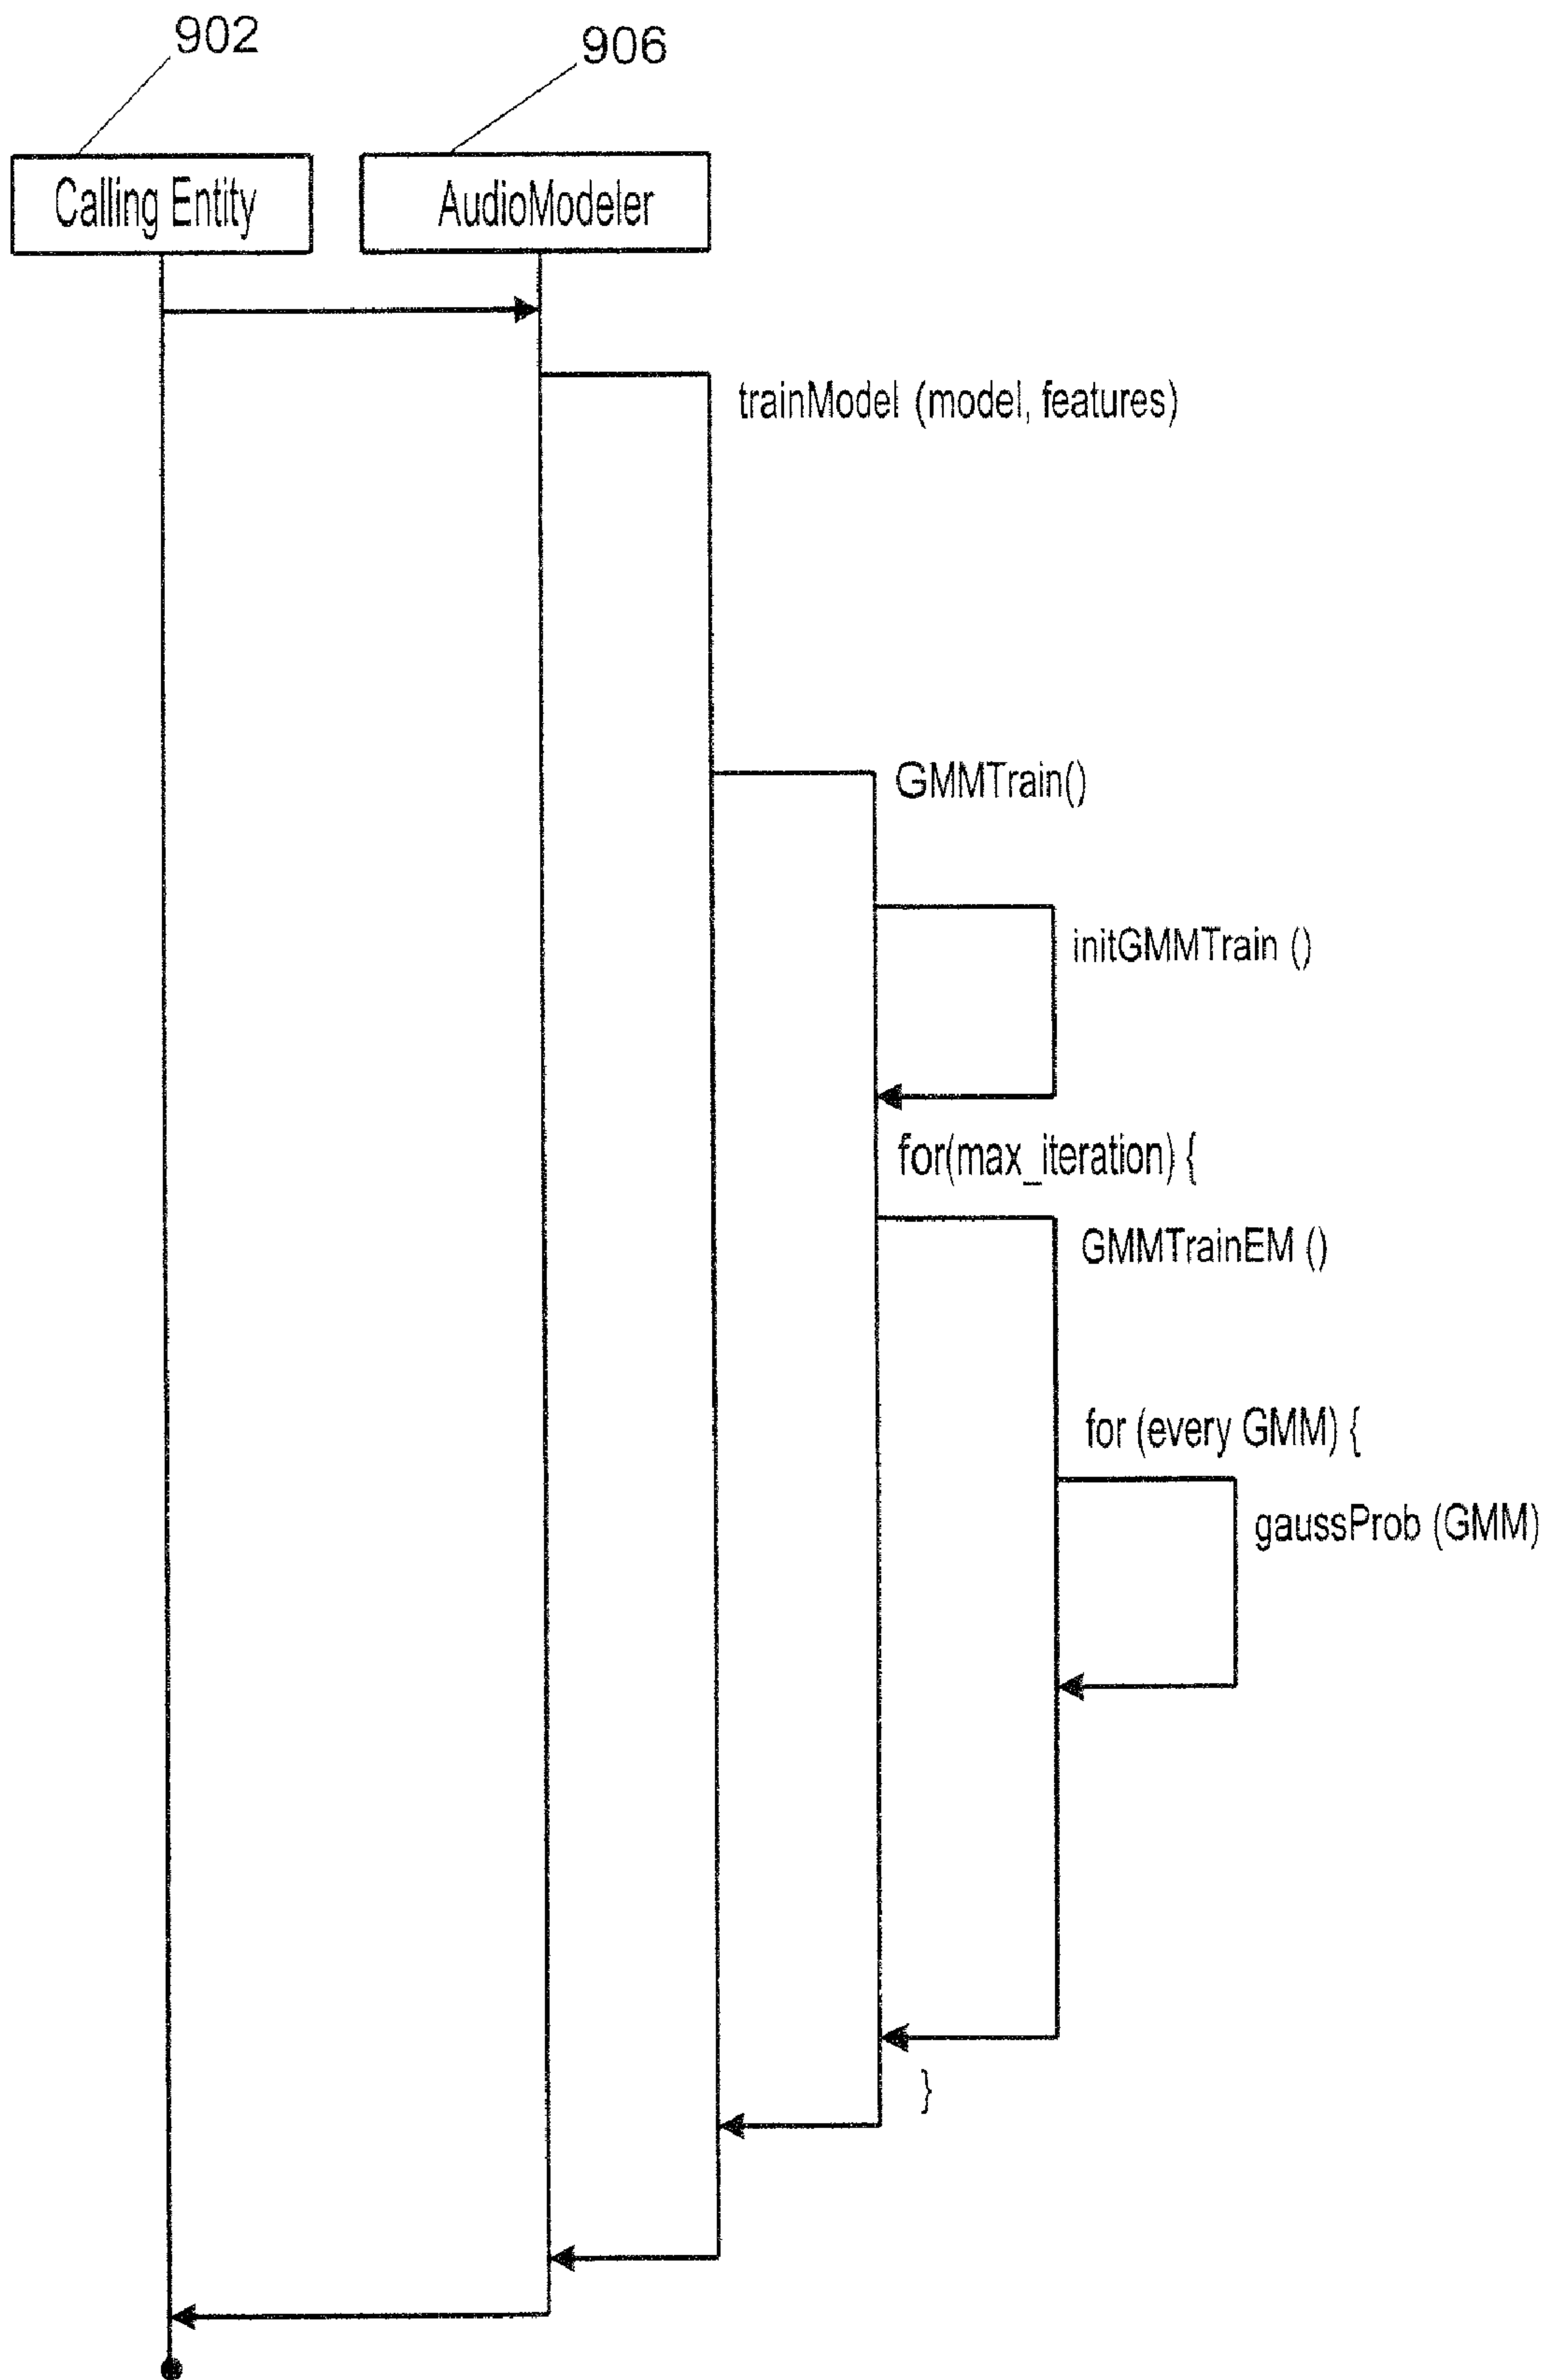 902
906
Calling Entity
AudioModeler
trainModel (model, features)
GMMTrain()
initGMMTrain ()
for(max_iteration) {
GMMTrainEM ()
for (every GMM) {
gaussProb (GMM)
}